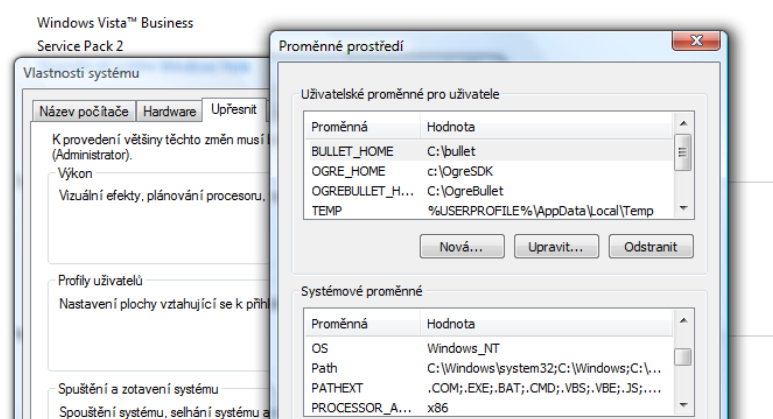 Windows Vista™ Business
Service Pack 2
Vlastnosti systému
Název počítače Hardware Upřesnit
K provedení většiny těchto změn musí
(Administrator).
Výkon
Vizuální efekty, plánování procesoru,
Profily uživatelů
Nastavení plochy vztahující se k přihl
Spuštění a zotavení systému
Spouštění systému, selhání systému a
Proměnné prostředí
Uživatelské proměnné pro uživatele
Proměnná Hodnota
BULLET_HOME C:\bullet
OGRE_HOME c:\OgreSDK
OGREBULLET_H... C:\OgreBullet
TEMP %USERPROFILE%\AppData\Local\Temp
Nová... Upravit... Odstranit
Systémové proměnné
Proměnná Hodnota
OS Windows_NT
Path C:\Windows\system32;C:\Windows;C:\...
PATHEXT .COM;.EXE;.BAT;.CMD;.VBS;.VBE;.JS;....
PROCESSOR_A... x86